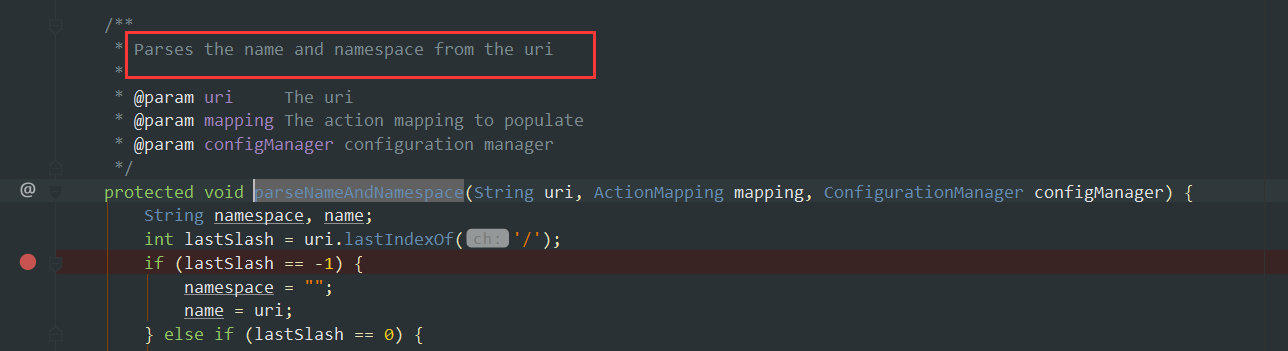 /**
* Parses the name and namespace from the uri
*
* @param uri     The uri
* @param mapping The action mapping to populate
* @param configManager configuration manager
*/
@ protected void parseNameAndNamespace(String uri, ActionMapping mapping, ConfigurationManager configManager) {
String namespace, name;
int lastSlash = uri.lastIndexOf( ch: '/');
if (lastSlash == -1) {
namespace = "";
name = uri;
} else if (lastSlash == 0) {